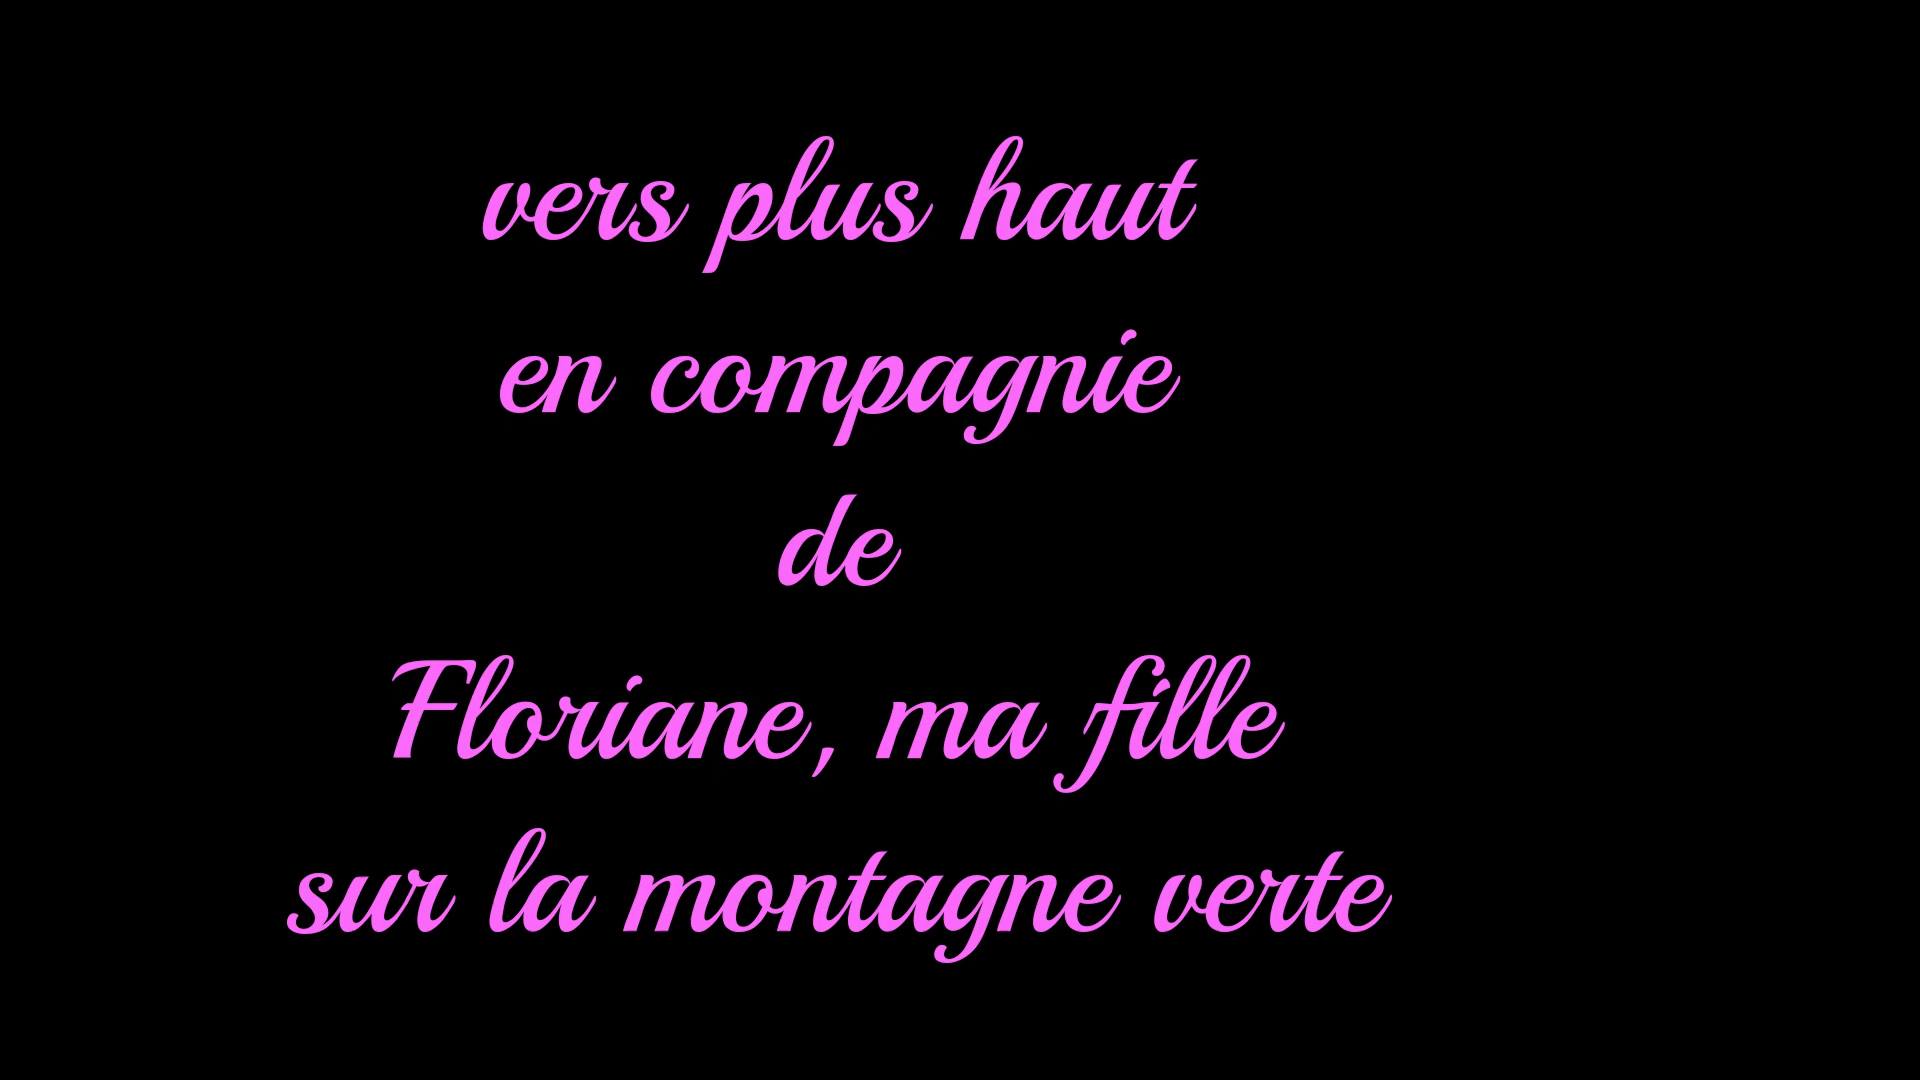 vers plus haut
en compagnie
de
Floriane, ma fille
sur la montagne verte